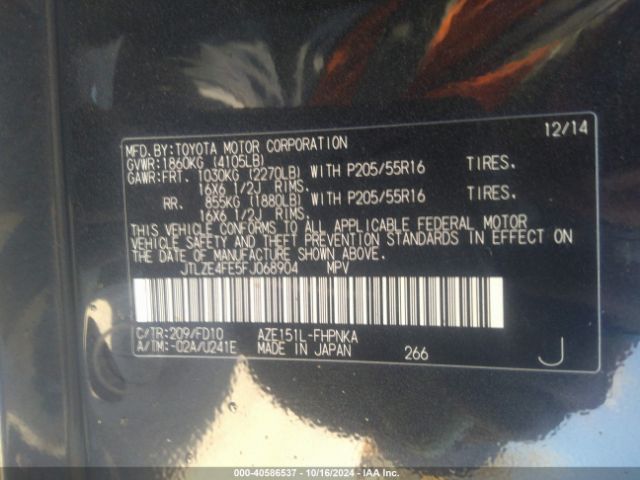 MFD.BY:TOYOTA MOTOR CORPORATION 12/14
GVWR:1860KG (4105LB)
GAWR:FRT. 1030KG (2270LB) WITH P205/55R16 TIRES.
16X6 1/2J RIMS.
RR. 855KG (1880LB) WITH P205/55R16 TIRES.
16X6 1/2J RIMS.
THIS VEHICLE CONFORMS TO ALL APPLICABLE FEDERAL MOTOR
VEHICLE SAFETY AND THEFT PREVENTION STANDARDS IN EFFECT ON
THE DATE OF MANUFACTURE SHOWN ABOVE.
JTLZE4FE5FJ068904 MPV
C/TR:209/FD10 AZE151L-FHPNKA
A/TM:-02A/U241E MADE IN JAPAN 266 J
000-40586537 - 10/16/2024 - IAA Inc.